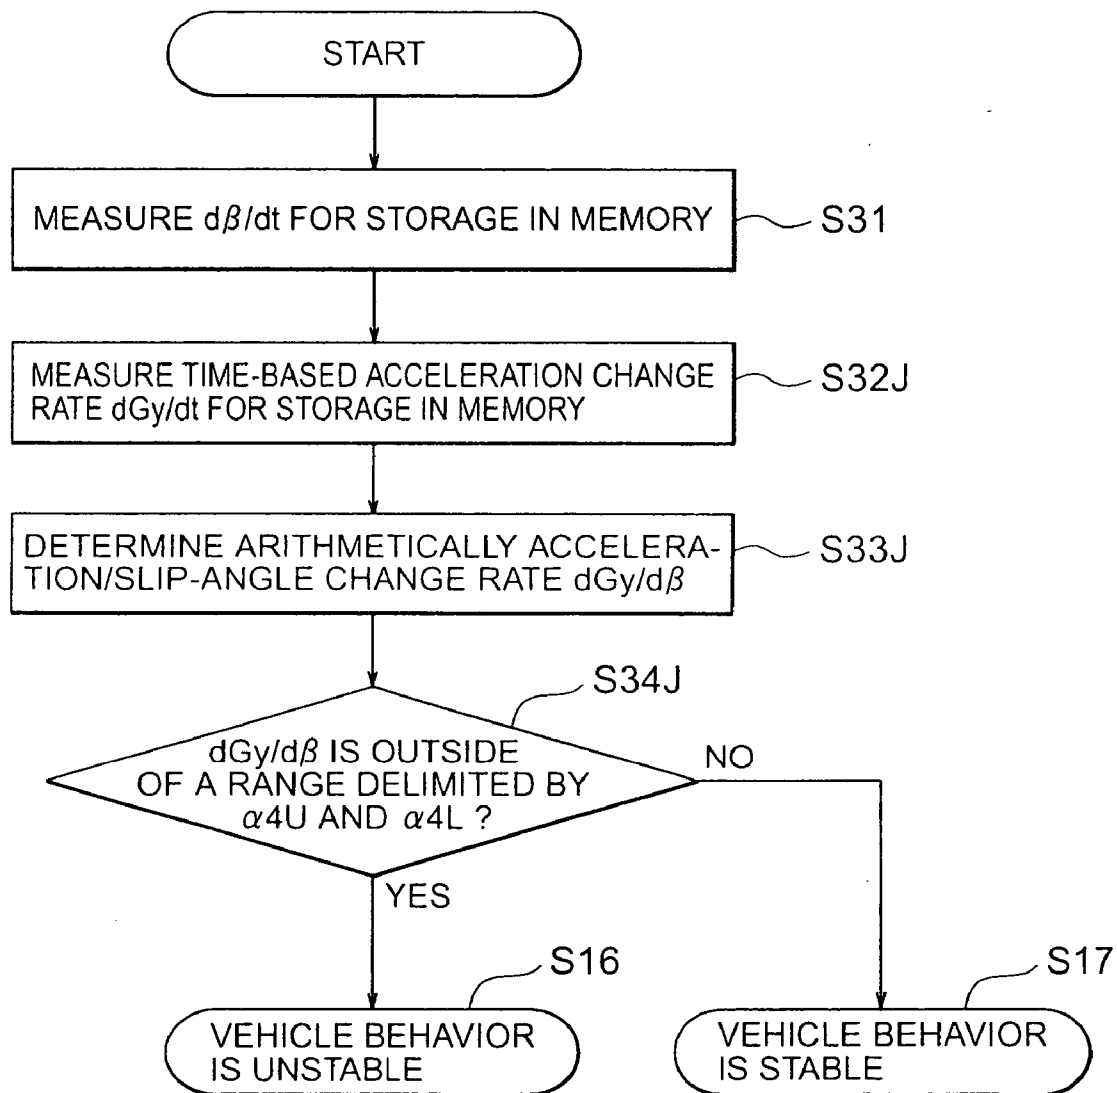 START
MEASURE dβ/dt FOR STORAGE IN MEMORY
S31
MEASURE TIME-BASED ACCELERATION CHANGE
RATE dGy/dt FOR STORAGE IN MEMORY
S32J
DETERMINE ARITHMETICALLY ACCELERA-
TION/SLIP-ANGLE CHANGE RATE dGy/dβ
S33J
S34J
dGy/dβ IS OUTSIDE
OF A RANGE DELIMITED BY
α4U AND α4L ?
NO
YES
S16
VEHICLE BEHAVIOR
IS UNSTABLE
S17
VEHICLE BEHAVIOR
IS STABLE